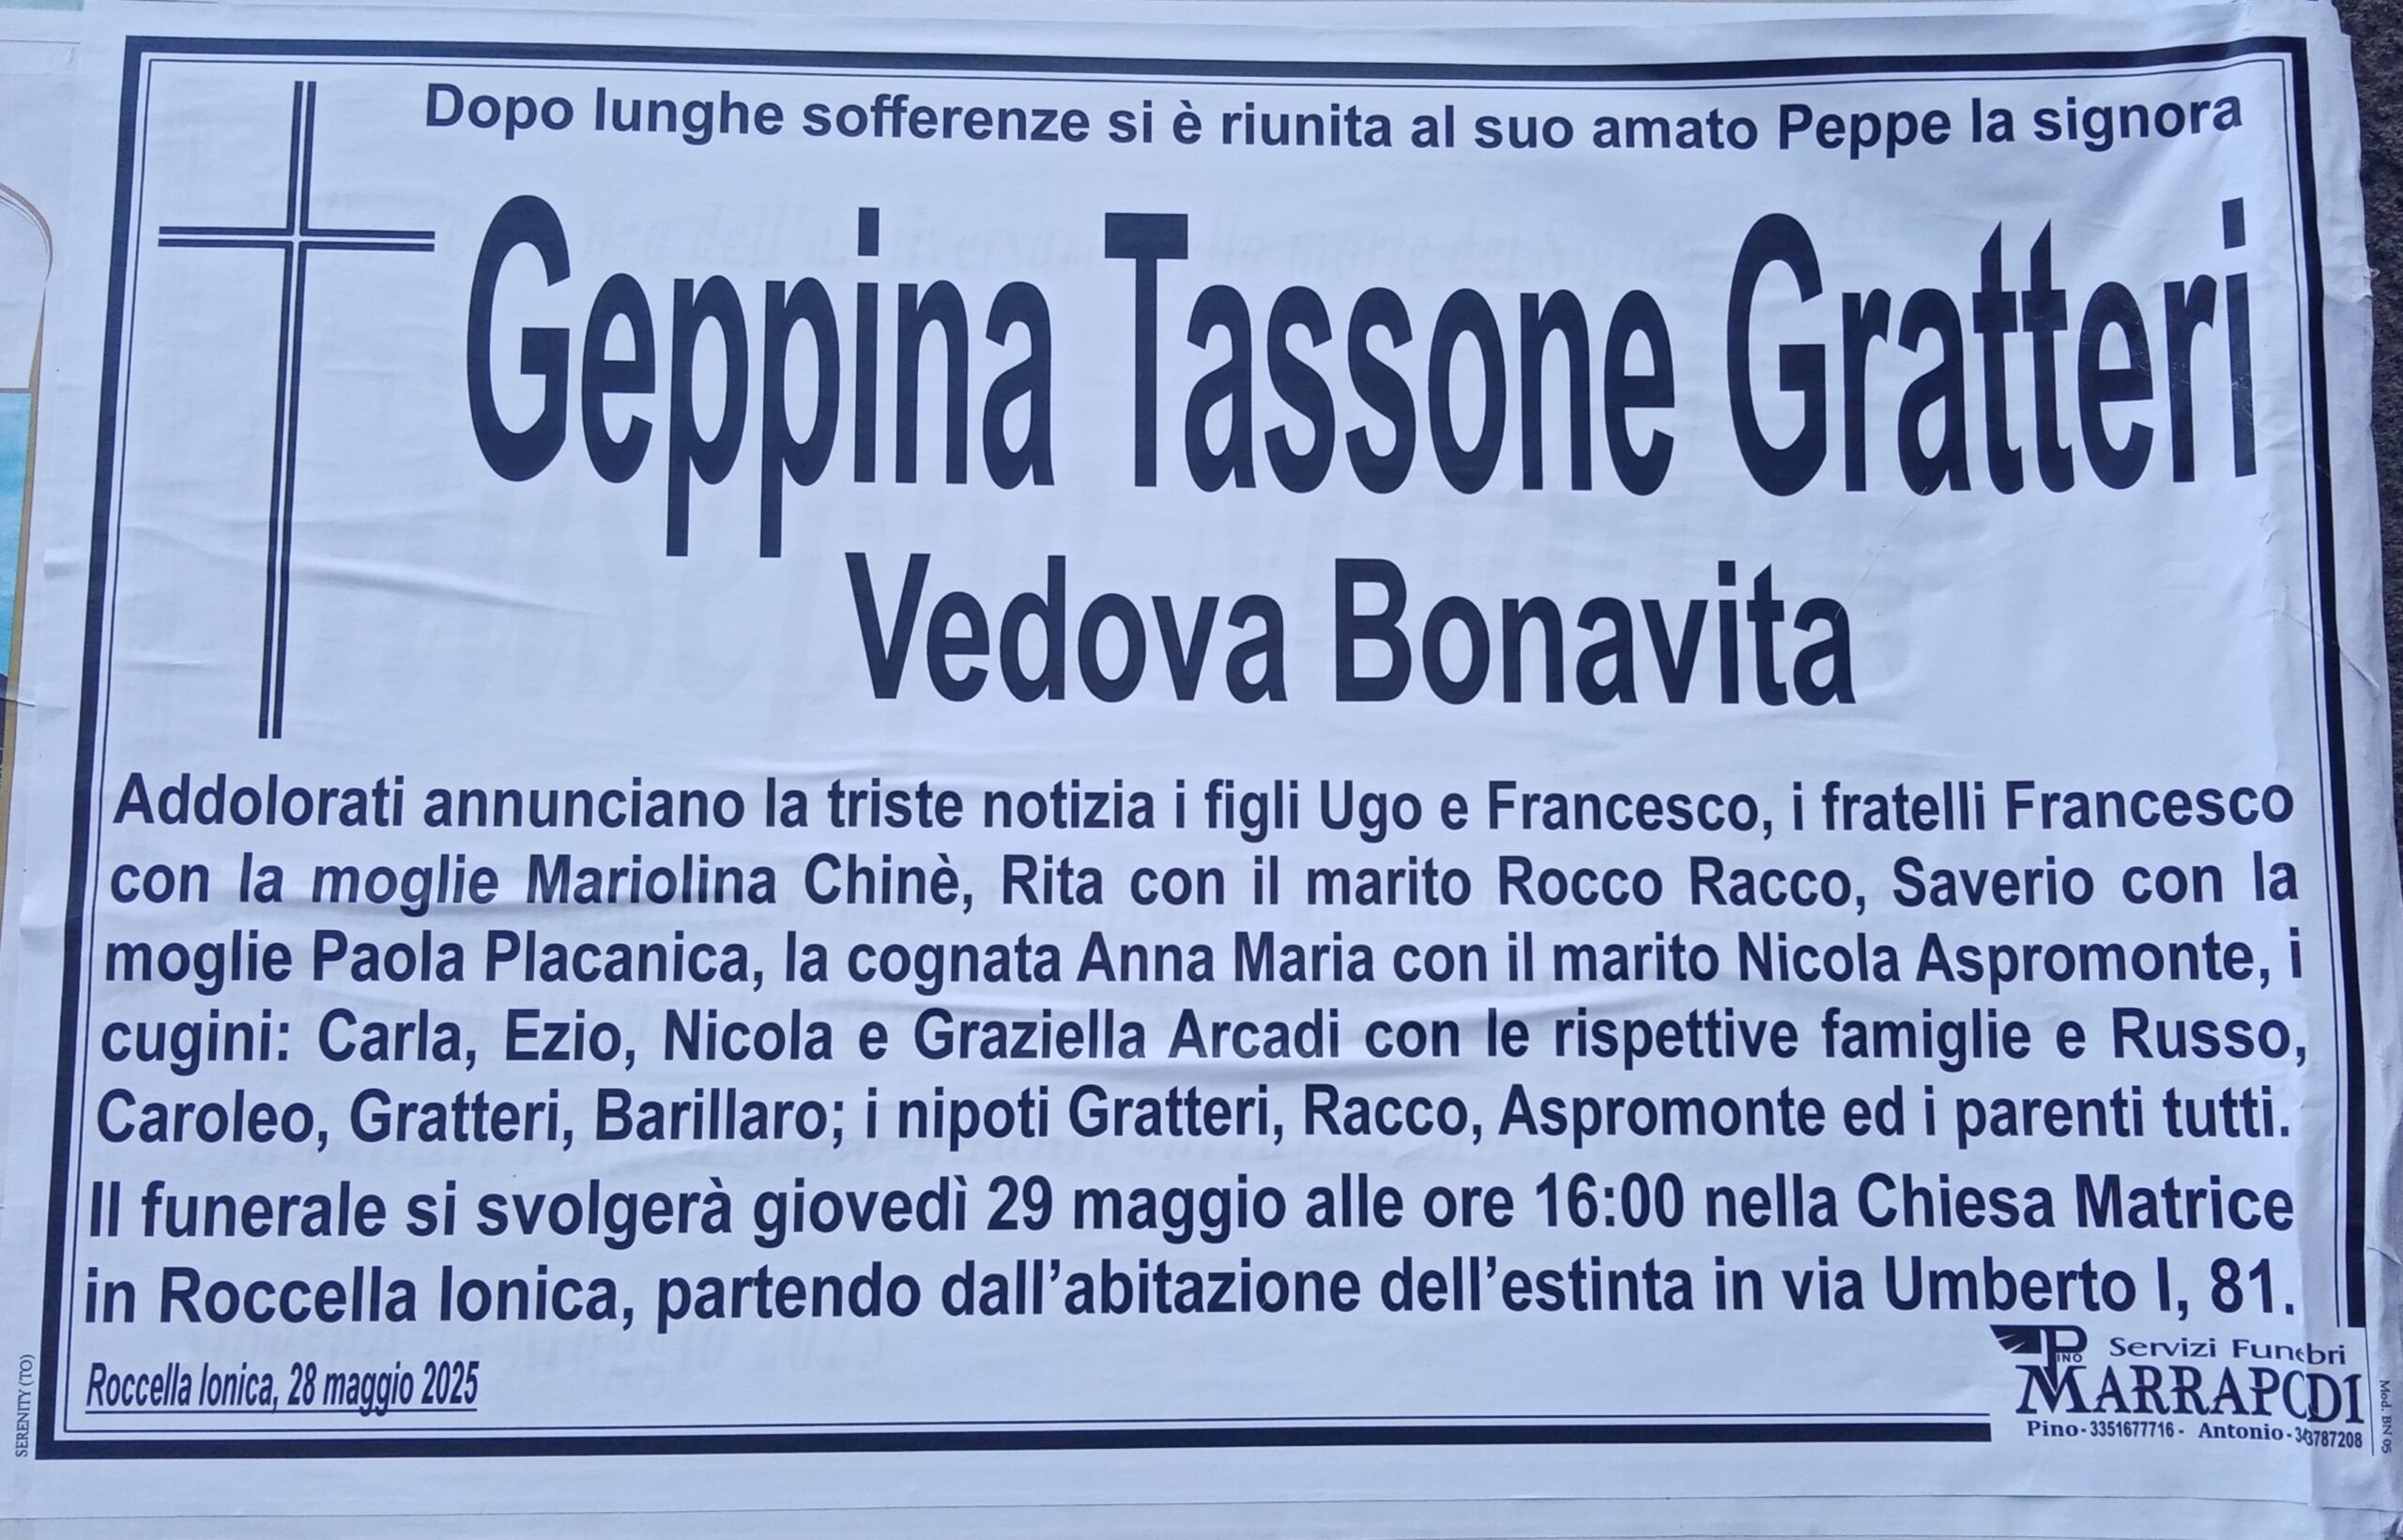 Dopo lunghe sofferenze si è riunita al suo amato Peppe la signora
Geppina Tassone Gratteri
Vedova Bonavita
Addolorati annunciano la triste notizia i figli Ugo e Francesco, i fratelli Francesco
con la moglie Mariolina Chinè, Rita con il marito Rocco Racco, Saverio con la
moglie Paola Placanica, la cognata Anna Maria con il marito Nicola Aspromonte, i
cugini: Carla, Ezio, Nicola e Graziella Arcadi con le rispettive famiglie e Russo,
Caroleo, Gratteri, Barillaro; i nipoti Gratteri, Racco, Aspromonte ed i parenti tutti.
Il funerale si svolgerà giovedì 29 maggio alle ore 16:00 nella Chiesa Matrice
in Roccella Ionica, partendo dall'abitazione dell'estinta in via Umberto I, 81.
Roccella Ionica, 28 maggio 2025
PINO Servizi Funebri
MARRAPODI
Pino-3351677716 - Antonio-
SERENITY (TO)
Mod. BN 05